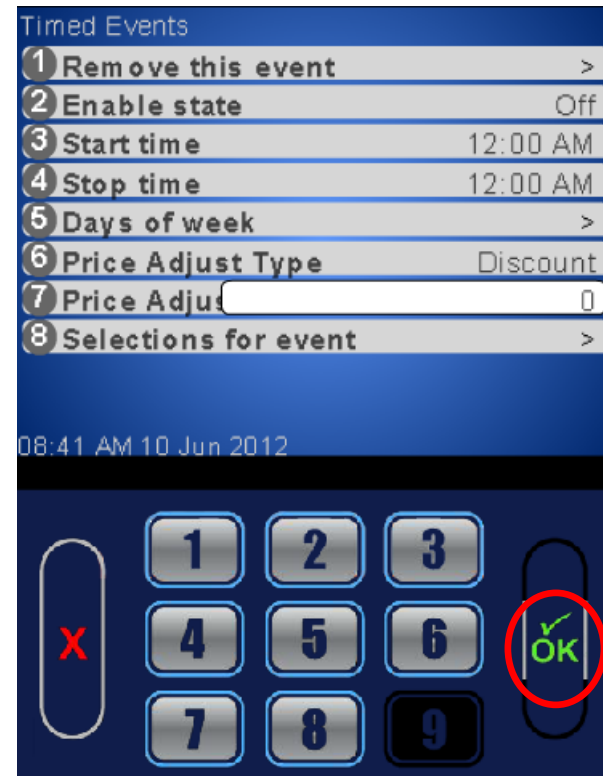 Timed Events
1 Remove this event >
2 Enable state Off
3 Start time 12:00 AM
4 Stop time 12:00 AM
5 Days of week >
6 Price Adjust Type Discount
7 Price Adjus 0
8 Selections for event >
08:41 AM 10 Jun 2012
1 2 3
X 4 5 6 OK
7 8 9